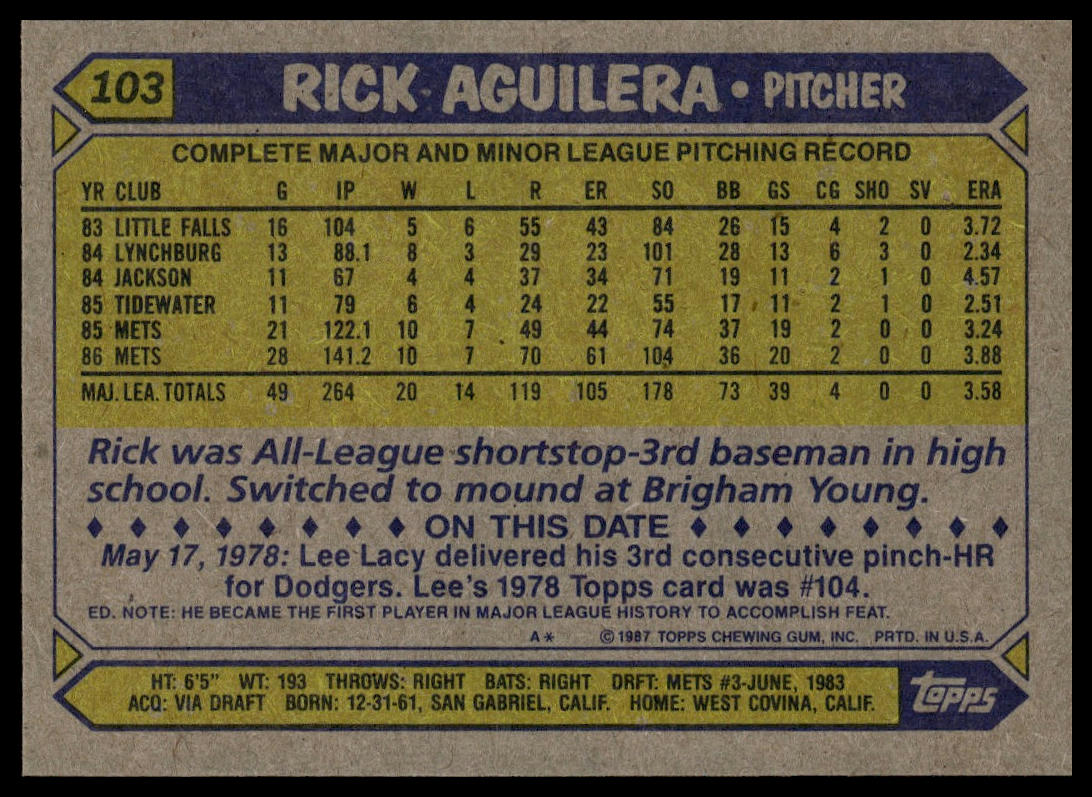 103 RICK AGUILERA • PITCHER
COMPLETE MAJOR AND MINOR LEAGUE PITCHING RECORD
YR CLUB G IP W L R ER SO BB GS CG SHO SV ERA
83 LITTLE FALLS 16 104 5 6 55 43 84 26 15 4 2 0 3.72
84 LYNCHBURG 13 88.1 8 3 29 23 101 28 13 6 3 0 2.34
84 JACKSON 11 67 4 4 37 34 71 19 11 2 1 0 4.57
85 TIDEWATER 11 79 6 4 24 22 55 17 11 2 1 0 2.51
85 METS 21 122.1 10 7 49 44 74 37 19 2 0 0 3.24
86 METS 28 141.2 10 7 70 61 104 36 20 2 0 0 3.88
MAJ. LEA. TOTALS 49 264 20 14 119 105 178 73 39 4 0 0 3.58
Rick was All-League shortstop-3rd baseman in high
school. Switched to mound at Brigham Young.
♦ ♦ ♦ ♦ ♦ ♦ ♦ ♦ ON THIS DATE ♦ ♦ ♦ ♦ ♦ ♦ ♦ ♦
May 17, 1978: Lee Lacy delivered his 3rd consecutive pinch-HR
for Dodgers. Lee's 1978 Topps card was #104.
ED. NOTE: HE BECAME THE FIRST PLAYER IN MAJOR LEAGUE HISTORY TO ACCOMPLISH FEAT.
A* © 1987 TOPPS CHEWING GUM, INC. PRTD. IN U.S.A.
HT: 6'5" WT: 193 THROWS: RIGHT BATS: RIGHT DRFT: METS #3-JUNE, 1983
ACQ: VIA DRAFT BORN: 12-31-61, SAN GABRIEL, CALIF. HOME: WEST COVINA, CALIF.
topps